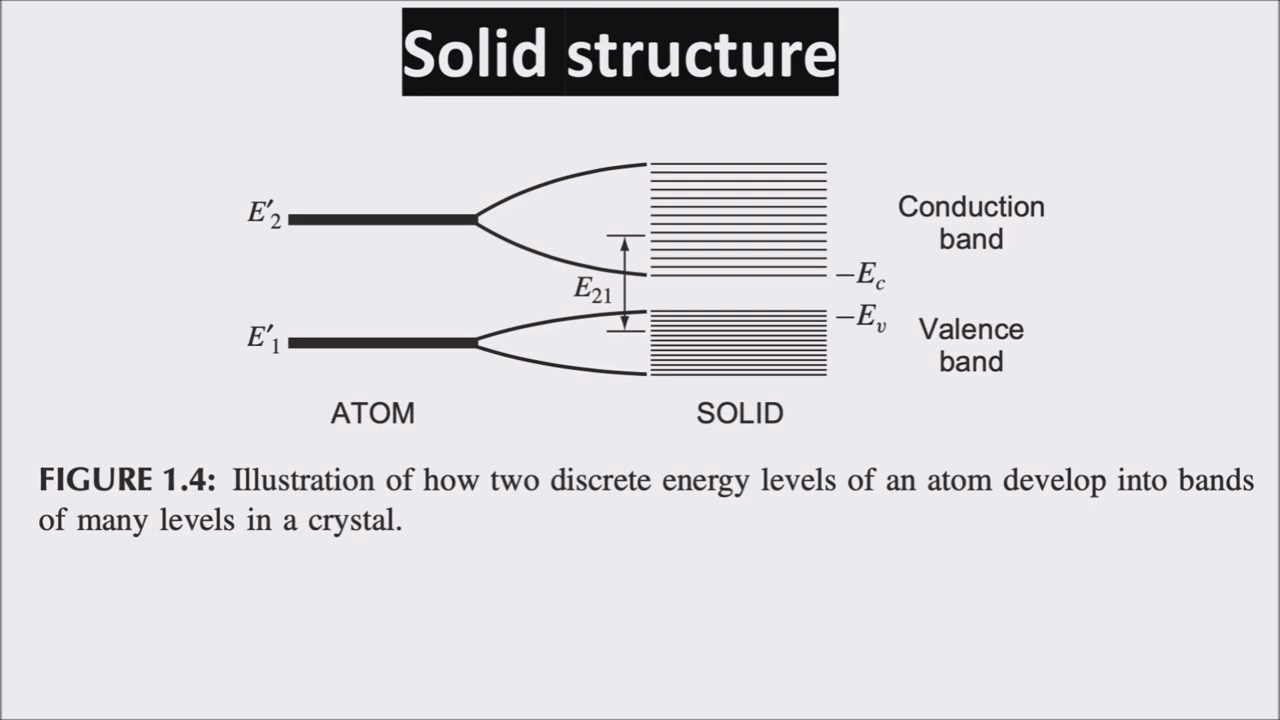 Solid structure
E′2
Conduction
band
–Ec
E21
–Ev
E′1
Valence
band
ATOM
SOLID
FIGURE 1.4: Illustration of how two discrete energy levels of an atom develop into bands
of many levels in a crystal.